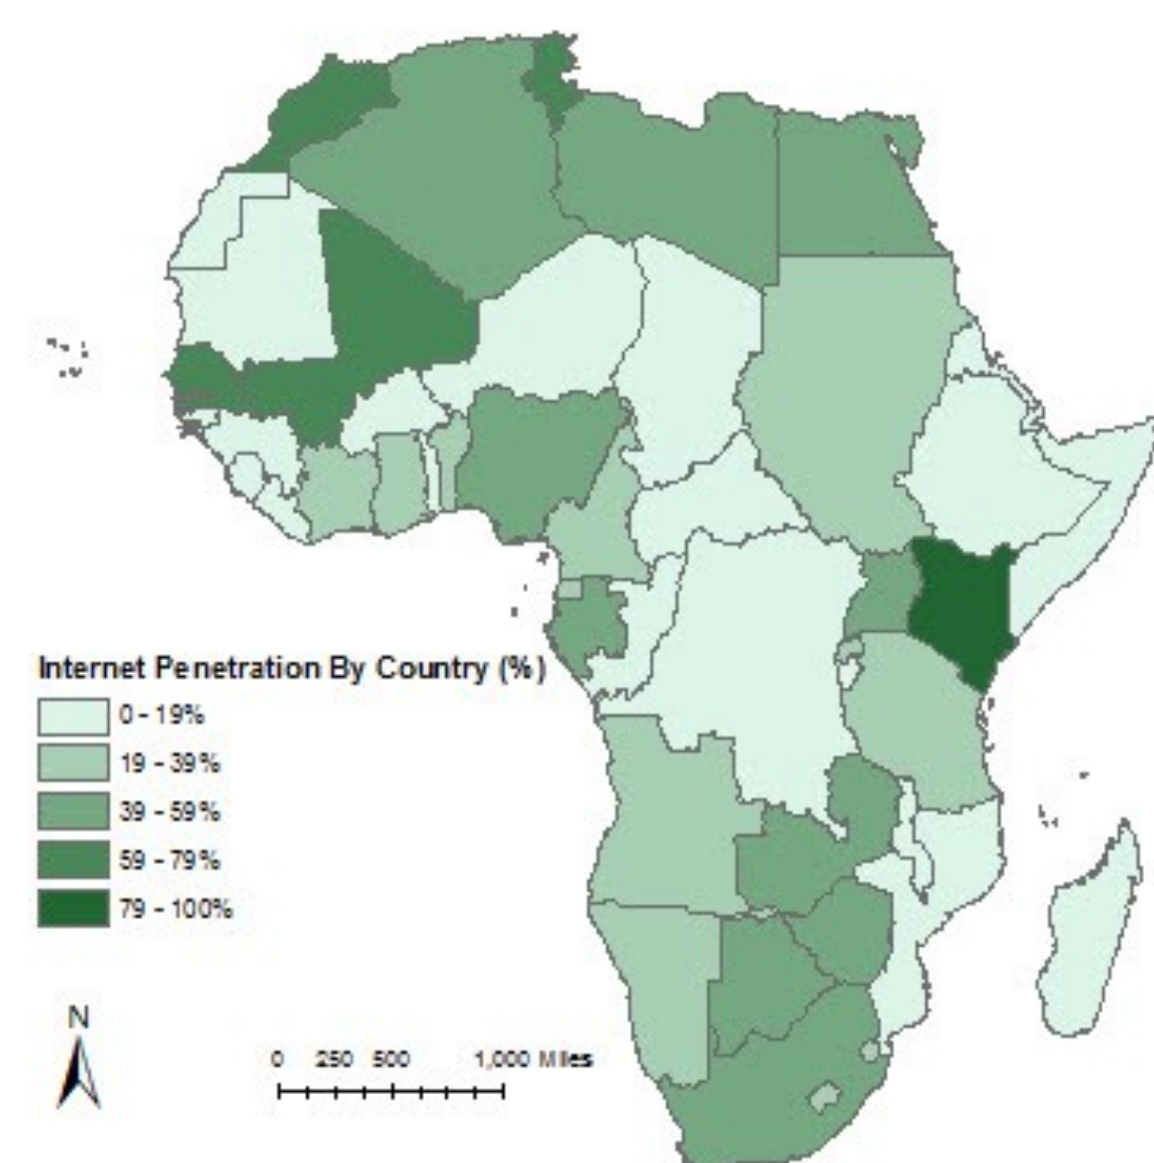 Internet Penetration By Country (%)
0 - 19%
19 - 39%
39 - 59%
59 - 79%
79 - 100%
N
0 250 500 1,000 Miles